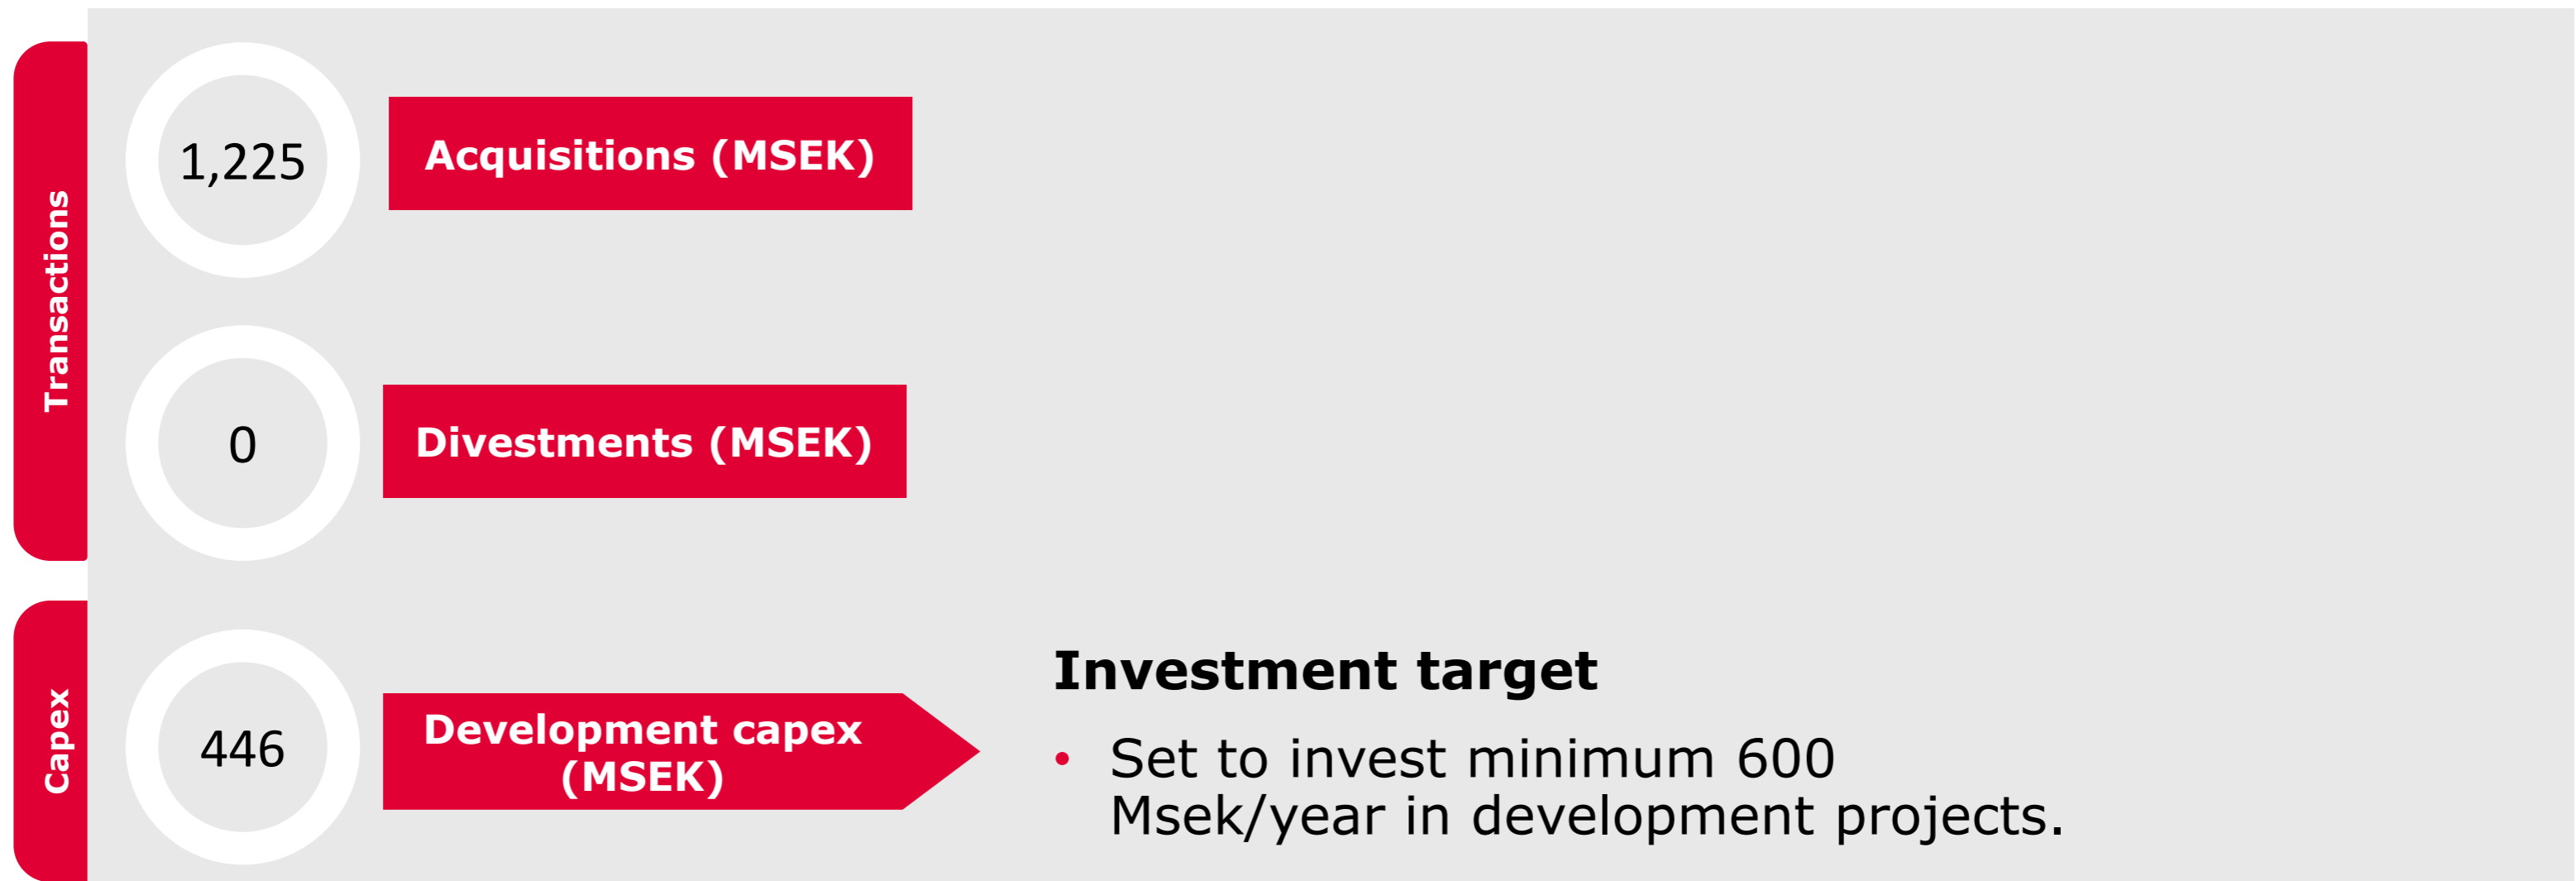 Transactions
1,225
Acquisitions (MSEK)
0
Divestments (MSEK)
Capex
446
Development capex
(MSEK)
Investment target
• Set to invest minimum 600
Msek/year in development projects.